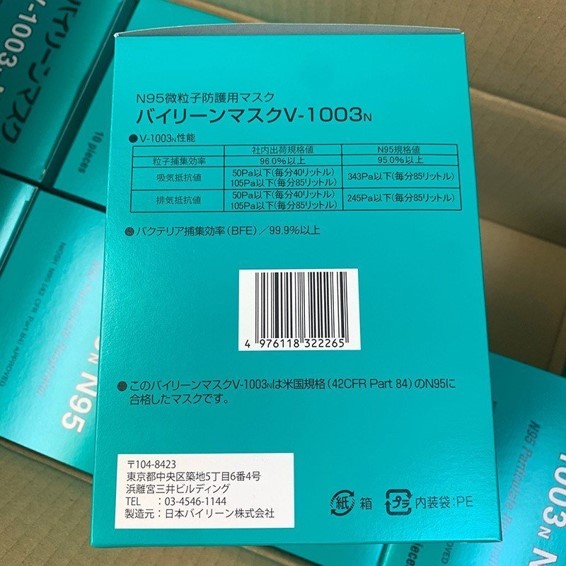 N95微粒子防護用マスク
バイリーンマスクV-1003N
●V-1003N性能
社内出荷規格値 N95規格値
粒子捕集効率 96.0%以上 95.0%以上
吸気抵抗値 50Pa以下(毎分40リットル) 343Pa以下(毎分85リットル)
105Pa以下(毎分85リットル)
排気抵抗値 50Pa以下(毎分40リットル) 245Pa以下(毎分85リットル)
105Pa以下(毎分85リットル)
●バクテリア捕集効率(BFE)/99.9%以上
4 976118 322265
●このバイリーンマスクV-1003Nは米国規格(42CFR Part 84)のN95に
合格したマスクです。
〒104-8423
東京都中央区築地5丁目6番4号
浜離宮三井ビルディング
TEL : 03-4546-1144
製造元:日本バイリーン株式会社
紙 箱 プラ 内装袋:PE
バイリーンマスク
V-1003N
10 pieces
N N95
1003N
N95